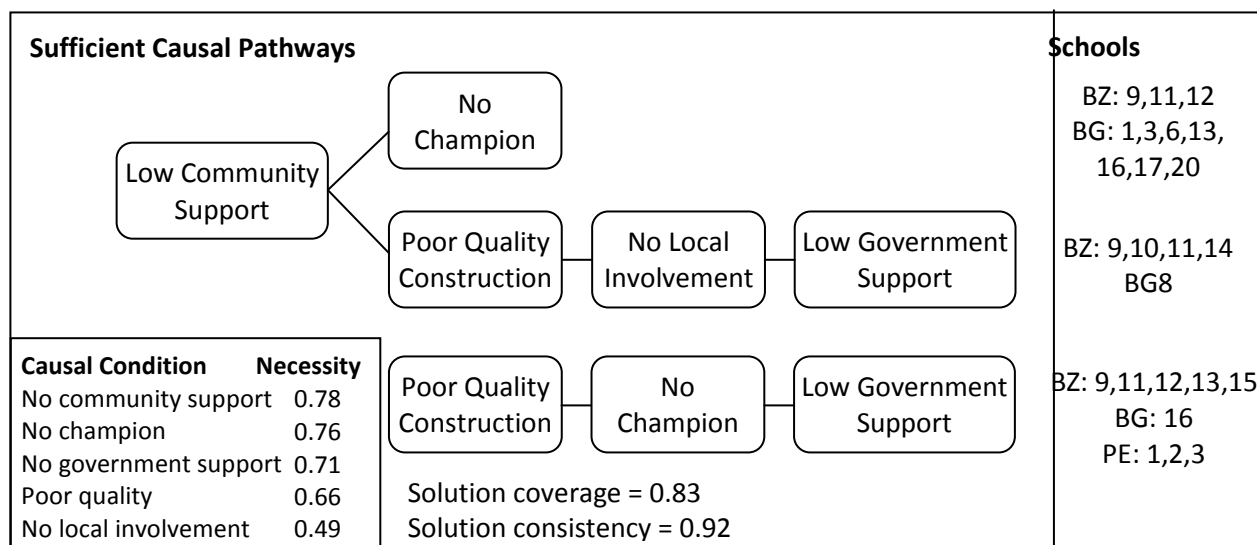 Sufficient Causal Pathways
Schools
No
Champion
BZ: 9,11,12
BG: 1,3,6,13,
16,17,20
Low Community
Support
Poor Quality
Construction
No Local
Involvement
Low Government
Support
BZ: 9,10,11,14
BG8
Poor Quality
Construction
No
Champion
Low Government
Support
BZ: 9,11,12,13,15
BG: 16
PE: 1,2,3
Causal Condition Necessity
No community support 0.78
No champion 0.76
No government support 0.71
Poor quality 0.66
No local involvement 0.49
Solution coverage = 0.83
Solution consistency = 0.92